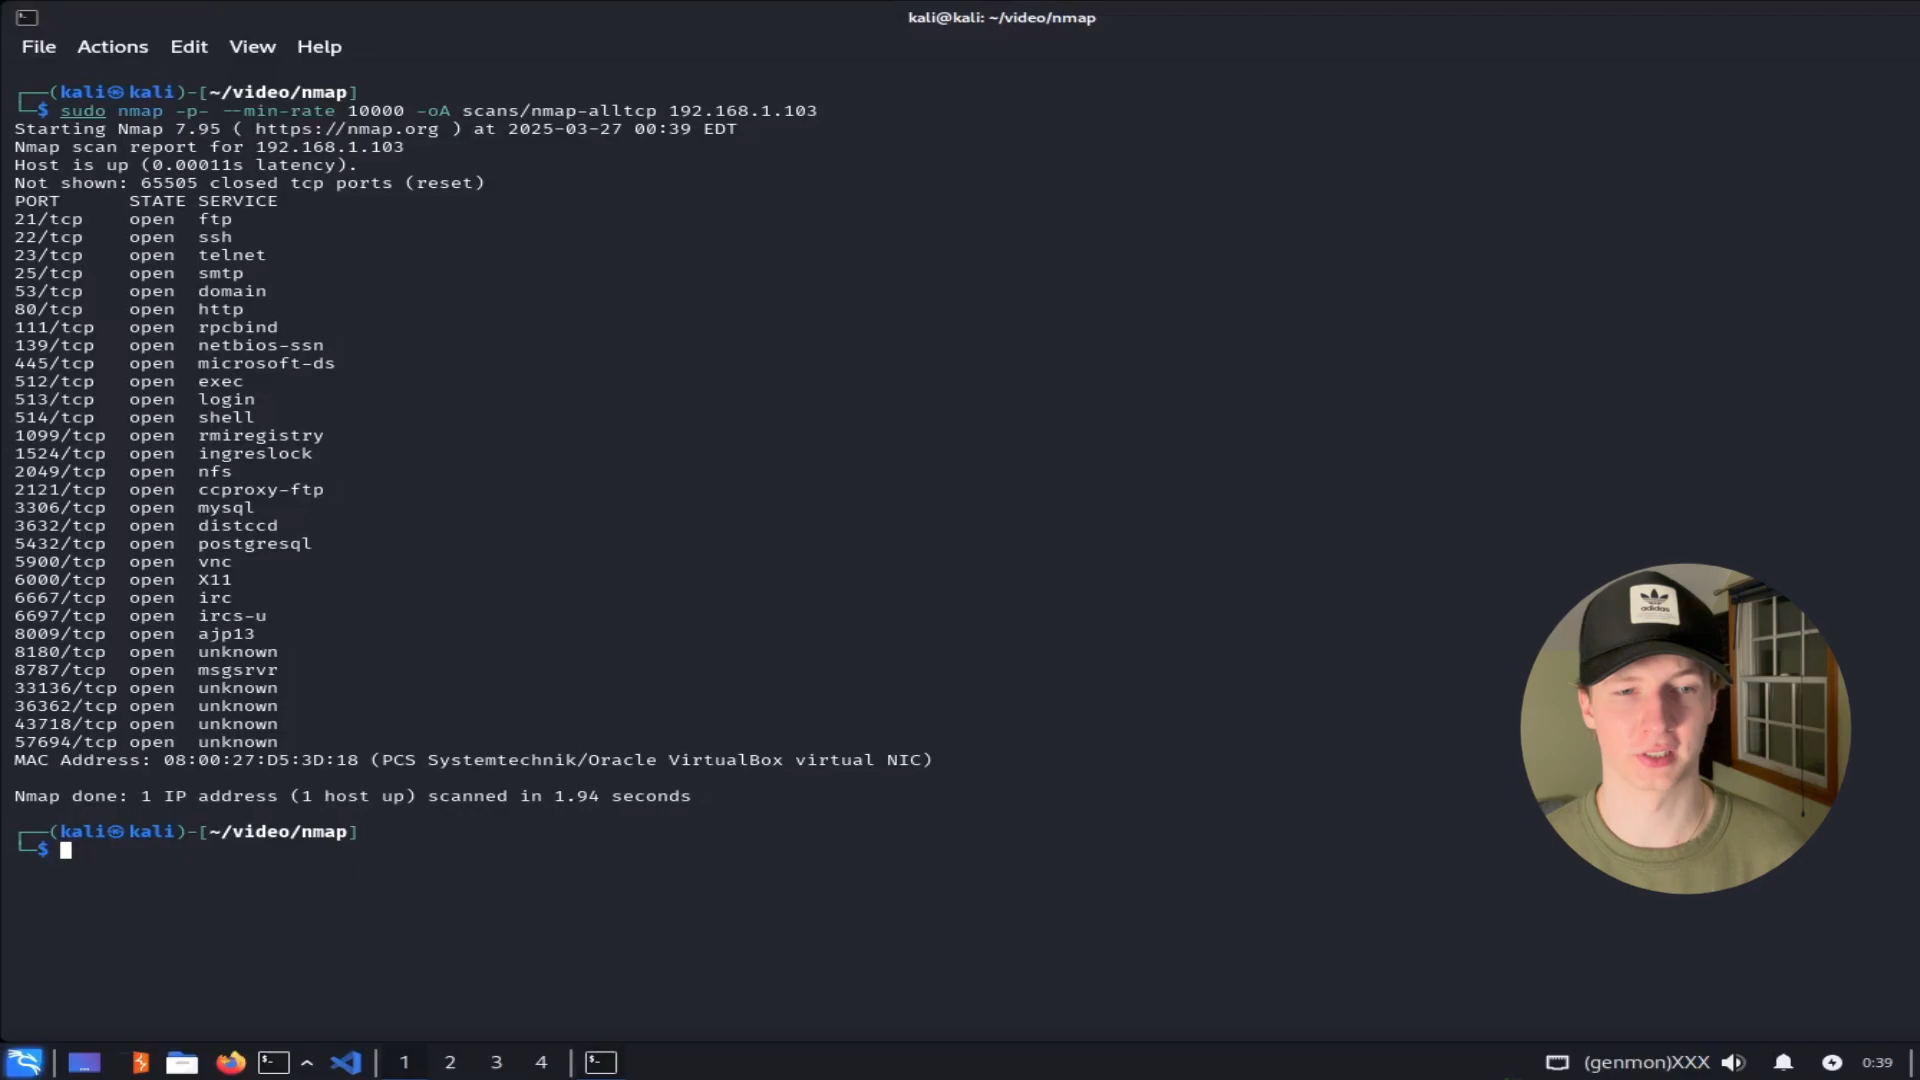 kali@kali: ~/video/nmap
File Actions Edit View Help
┌──(kali㉿kali)-[~/video/nmap]
└─$ sudo nmap -p- --min-rate 10000 -oA scans/nmap-alltcp 192.168.1.103
Starting Nmap 7.95 ( https://nmap.org ) at 2025-03-27 00:39 EDT
Nmap scan report for 192.168.1.103
Host is up (0.00011s latency).
Not shown: 65505 closed tcp ports (reset)
PORT STATE SERVICE
21/tcp open ftp
22/tcp open ssh
23/tcp open telnet
25/tcp open smtp
53/tcp open domain
80/tcp open http
111/tcp open rpcbind
139/tcp open netbios-ssn
445/tcp open microsoft-ds
512/tcp open exec
513/tcp open login
514/tcp open shell
1099/tcp open rmiregistry
1524/tcp open ingreslock
2049/tcp open nfs
2121/tcp open ccproxy-ftp
3306/tcp open mysql
3632/tcp open distccd
5432/tcp open postgresql
5900/tcp open vnc
6000/tcp open X11
6667/tcp open irc
6697/tcp open ircs-u
8009/tcp open ajp13
8180/tcp open unknown
8787/tcp open msgsrvr
33136/tcp open unknown
36362/tcp open unknown
43718/tcp open unknown
57694/tcp open unknown
MAC Address: 08:00:27:D5:3D:18 (PCS Systemtechnik/Oracle VirtualBox virtual NIC)
Nmap done: 1 IP address (1 host up) scanned in 1.94 seconds
┌──(kali㉿kali)-[~/video/nmap]
└─$
adidas
1 2 3 4 (genmon)XXX 0:39